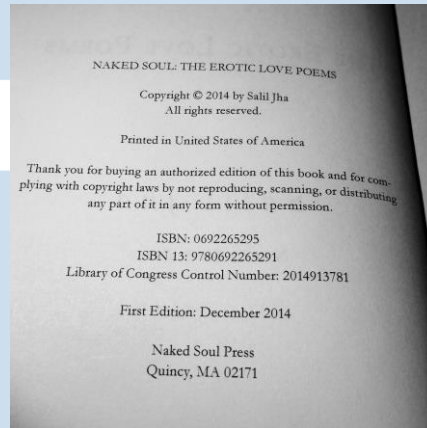 NAKED SOUL: THE EROTIC LOVE POEMS
Copyright © 2014 by Salil Jha
All rights reserved.
Printed in United States of America
Thank you for buying an authorized edition of this book and for com-
plying with copyright laws by not reproducing, scanning, or distributing
any part of it in any form without permission.
ISBN: 0692265295
ISBN 13: 9780692265291
Library of Congress Control Number: 2014913781
First Edition: December 2014
Naked Soul Press
Quincy, MA 02171